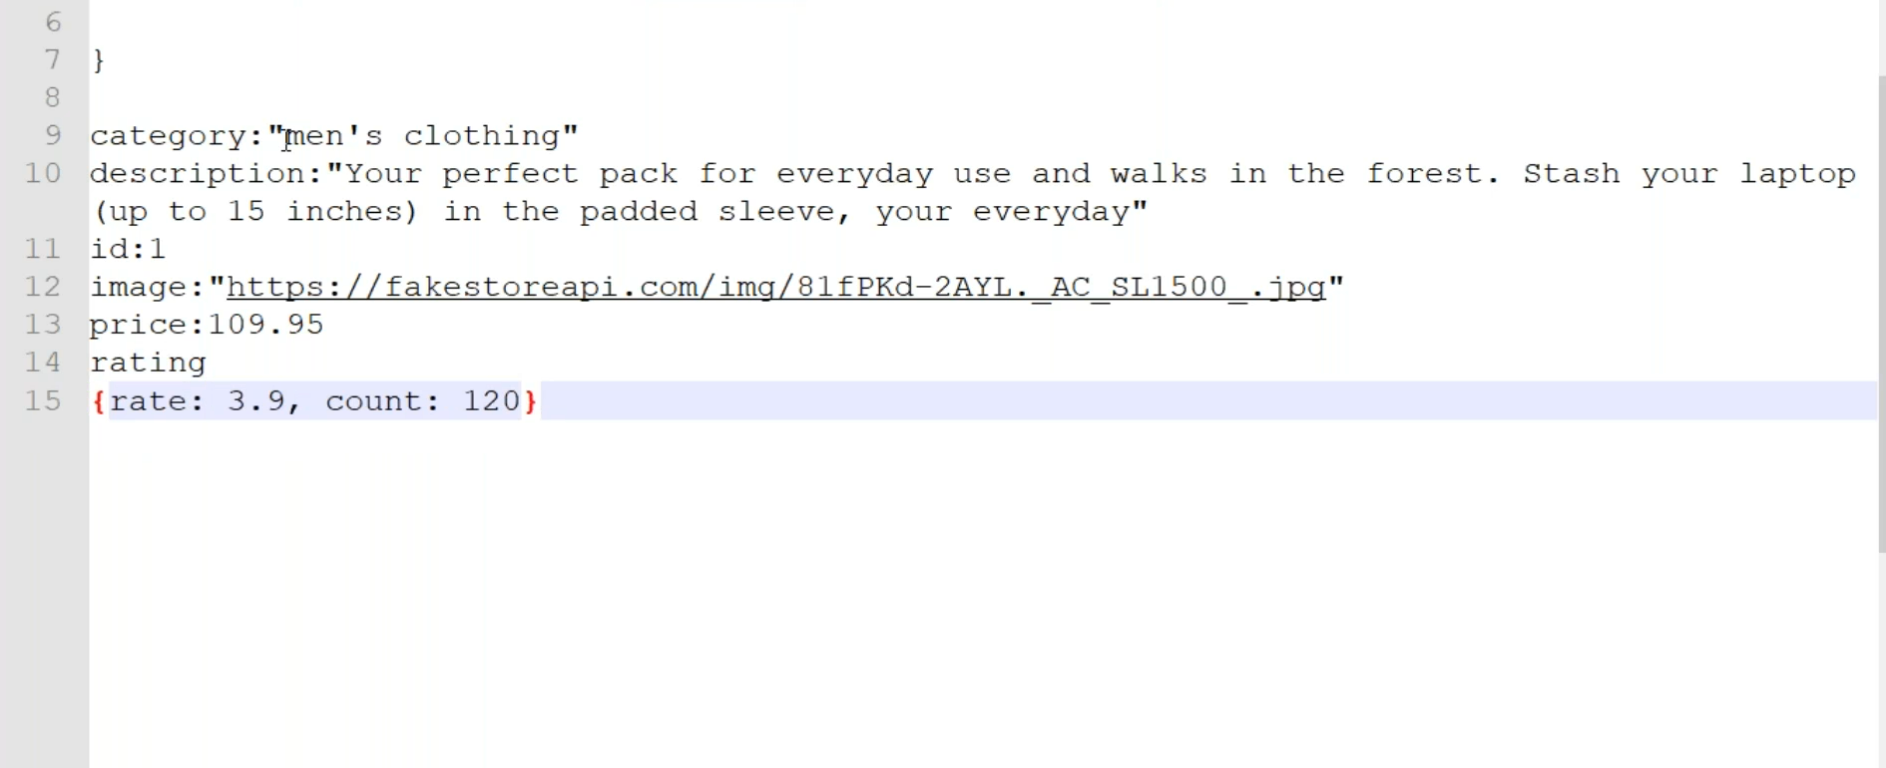 6
7 }
8
9 category:"men's clothing"
10 description:"Your perfect pack for everyday use and walks in the forest. Stash your laptop
(up to 15 inches) in the padded sleeve, your everyday"
11 id:1
12 image:"https://fakestoreapi.com/img/81fPKd-2AYL._AC_SL1500_.jpg"
13 price:109.95
14 rating
15 {rate: 3.9, count: 120}